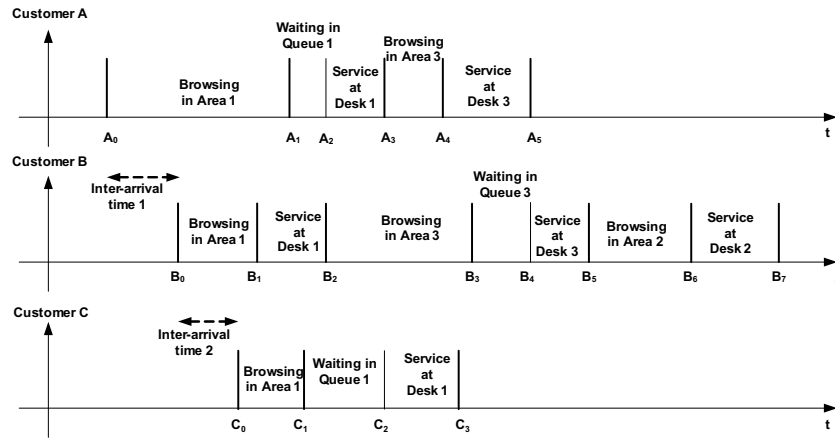 Customer A
Waiting in
Queue 1
Browsing
in Area 3
Browsing
in Area 1
Service
at
Desk 1
Service
at
Desk 3
A0
A1
A2
A3
A4
A5
t
Customer B
Inter-arrival
time 1
Waiting in
Queue 3
Browsing
in Area 1
Service
at
Desk 1
Browsing
in Area 3
Service
at
Desk 3
Browsing
in Area 2
Service
at
Desk 2
B0
B1
B2
B3
B4
B5
B6
B7
Customer C
Inter-arrival
time 2
Browsing
in Area 1
Waiting in
Queue 1
Service
at
Desk 1
C0
C1
C2
C3
t